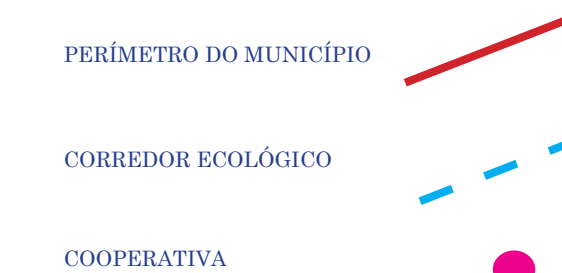 PERÍMETRO DO MUNICÍPIO
CORREDOR ECOLÓGICO
COOPERATIVA